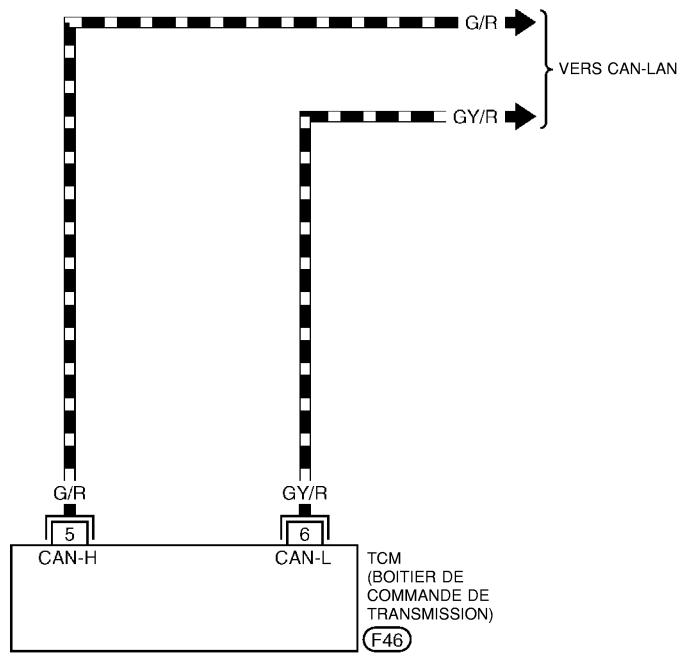 G/R
VERS CAN-LAN
GY/R
G/R
GY/R
5
6
CAN-H
CAN-L
TCM
(BOITIER DE
COMMANDE DE
TRANSMISSION)
F46